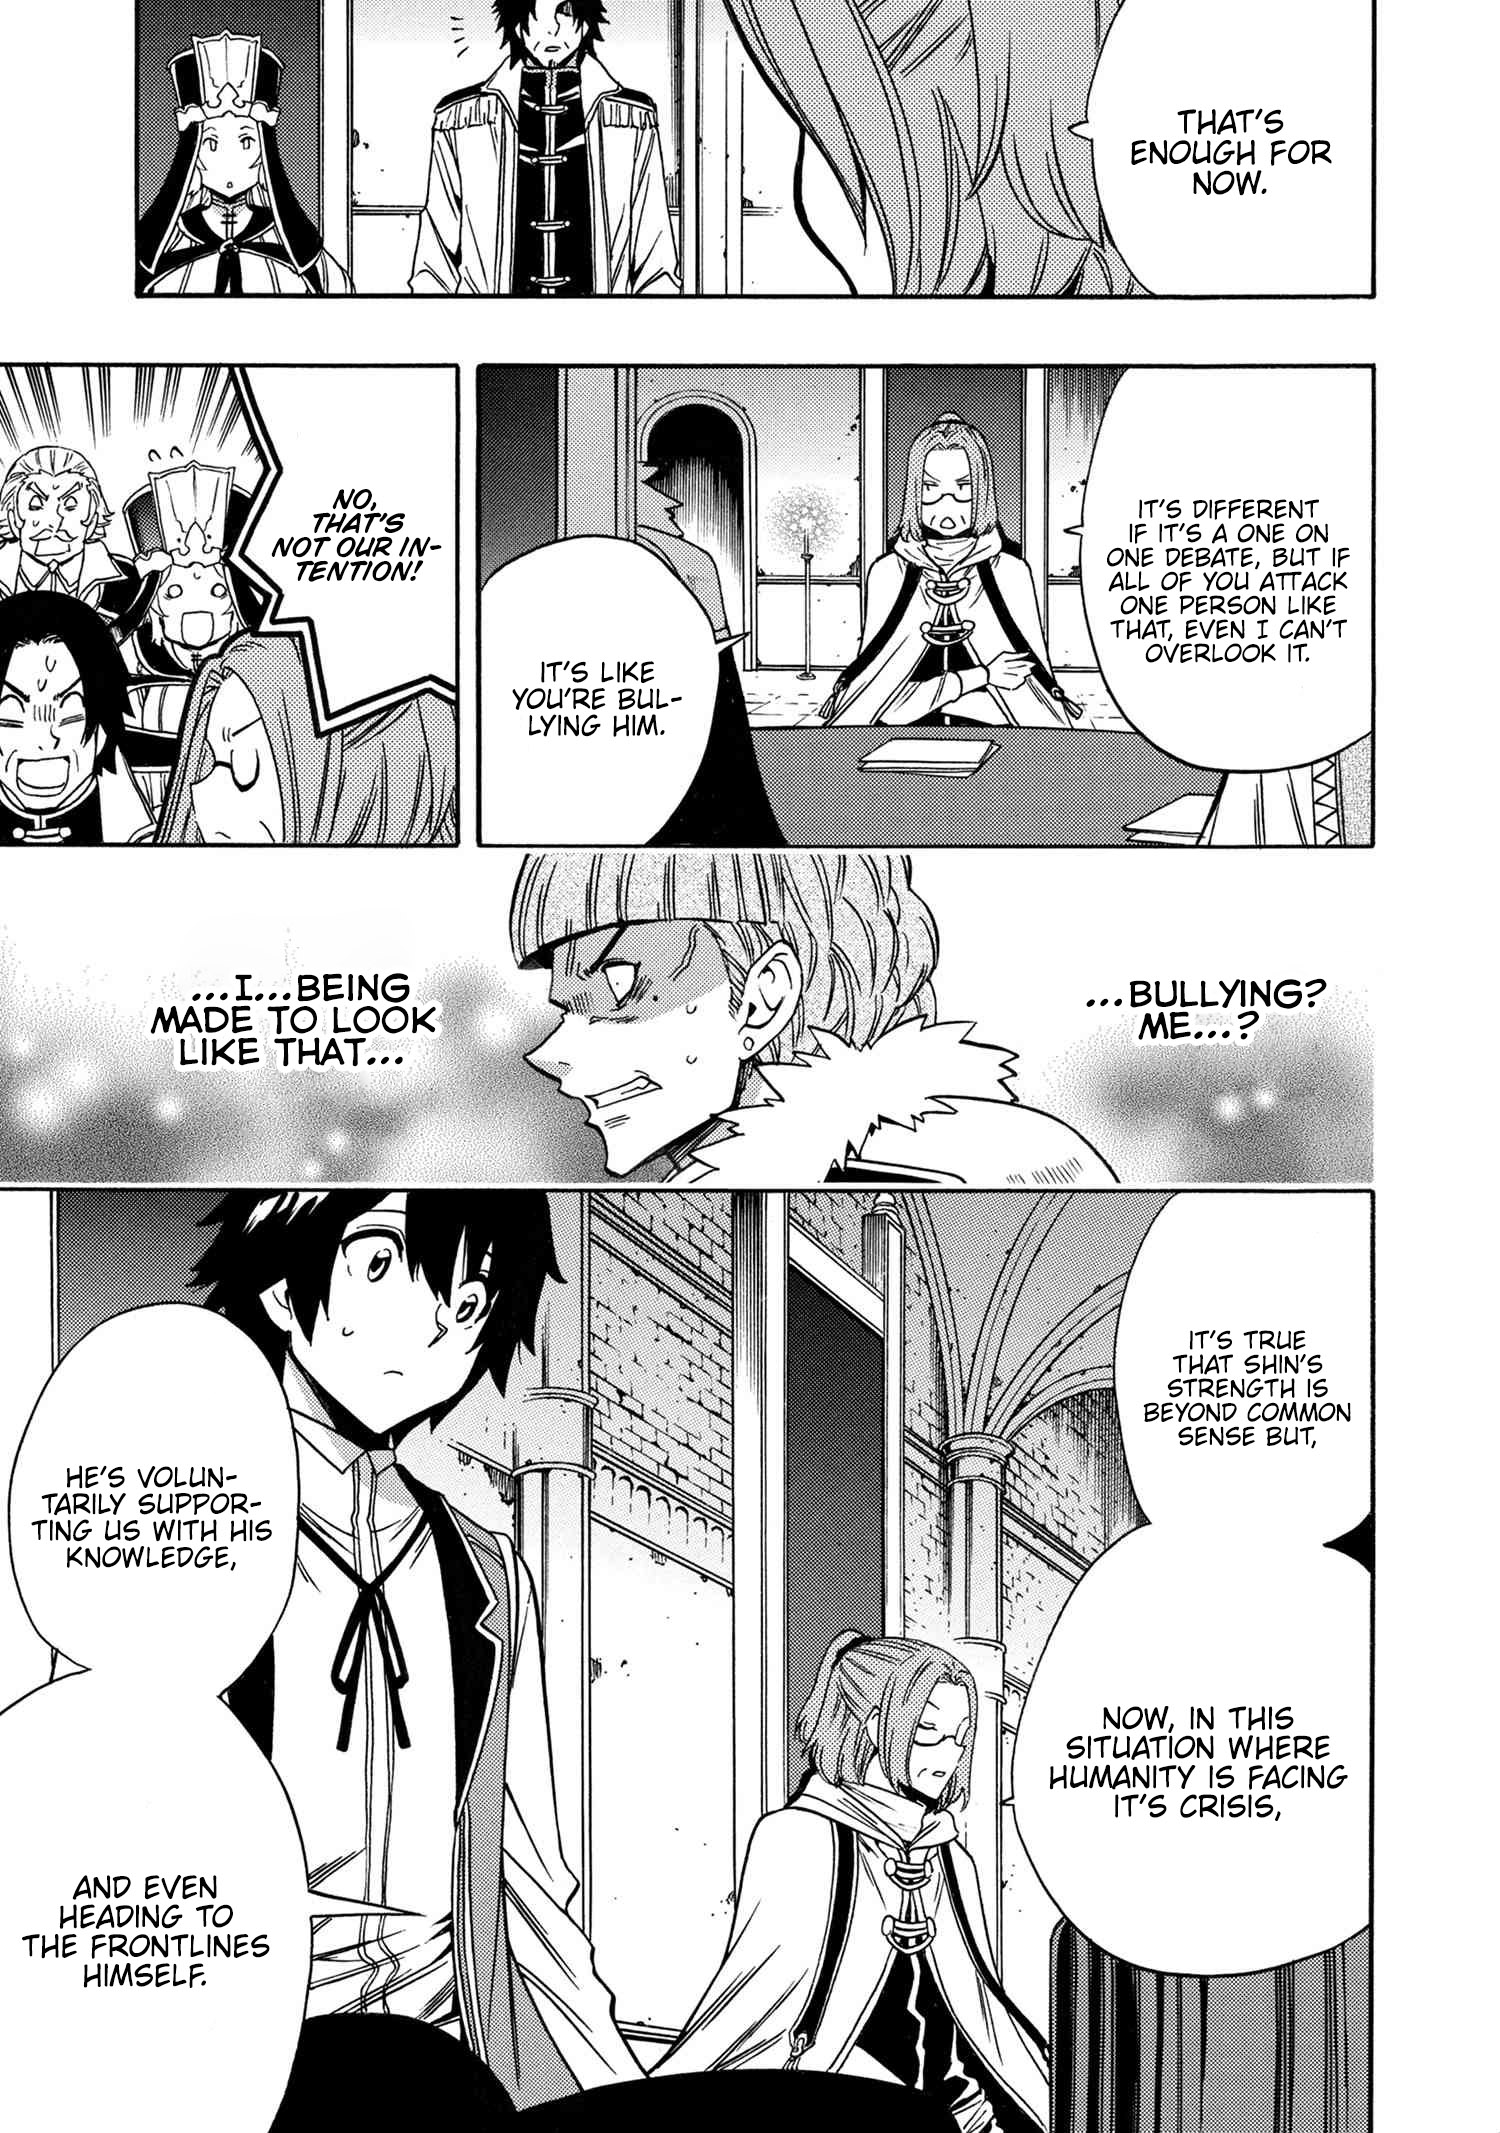 THAT'S
ENOUGH FOR
NOW.
IT'S DIFFERENT
IF IT'S A ONE ON
ONE DEBATE, BUT IF
ALL OF YOU ATTACK
ONE PERSON LIKE
THAT, EVEN I CAN'T
OVERLOOK IT.
IT'S LIKE
YOU'RE BUL-
LYING HIM.
NO,
THAT'S
NOT OUR IN-
TENTION!
...BULLYING?
ME...?
...I...BEING
MADE TO LOOK
LIKE THAT...
IT'S TRUE
THAT SHIN'S
STRENGTH IS
BEYOND COMMON
SENSE BUT,
NOW, IN THIS
SITUATION WHERE
HUMANITY IS FACING
IT'S CRISIS,
HE'S VOLUN-
TARILY SUPPOR-
TING US WITH HIS
KNOWLEDGE,
AND EVEN
HEADING TO
THE FRONTLINES
HIMSELF.